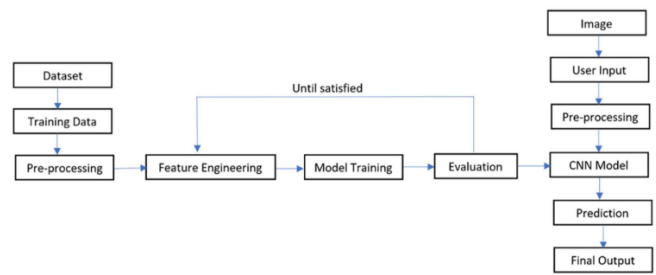 Image
Dataset
User Input
Until satisfied
Training Data
Pre-processing
Pre-processing
Feature Engineering
Model Training
Evaluation
CNN Model
Prediction
Final Output